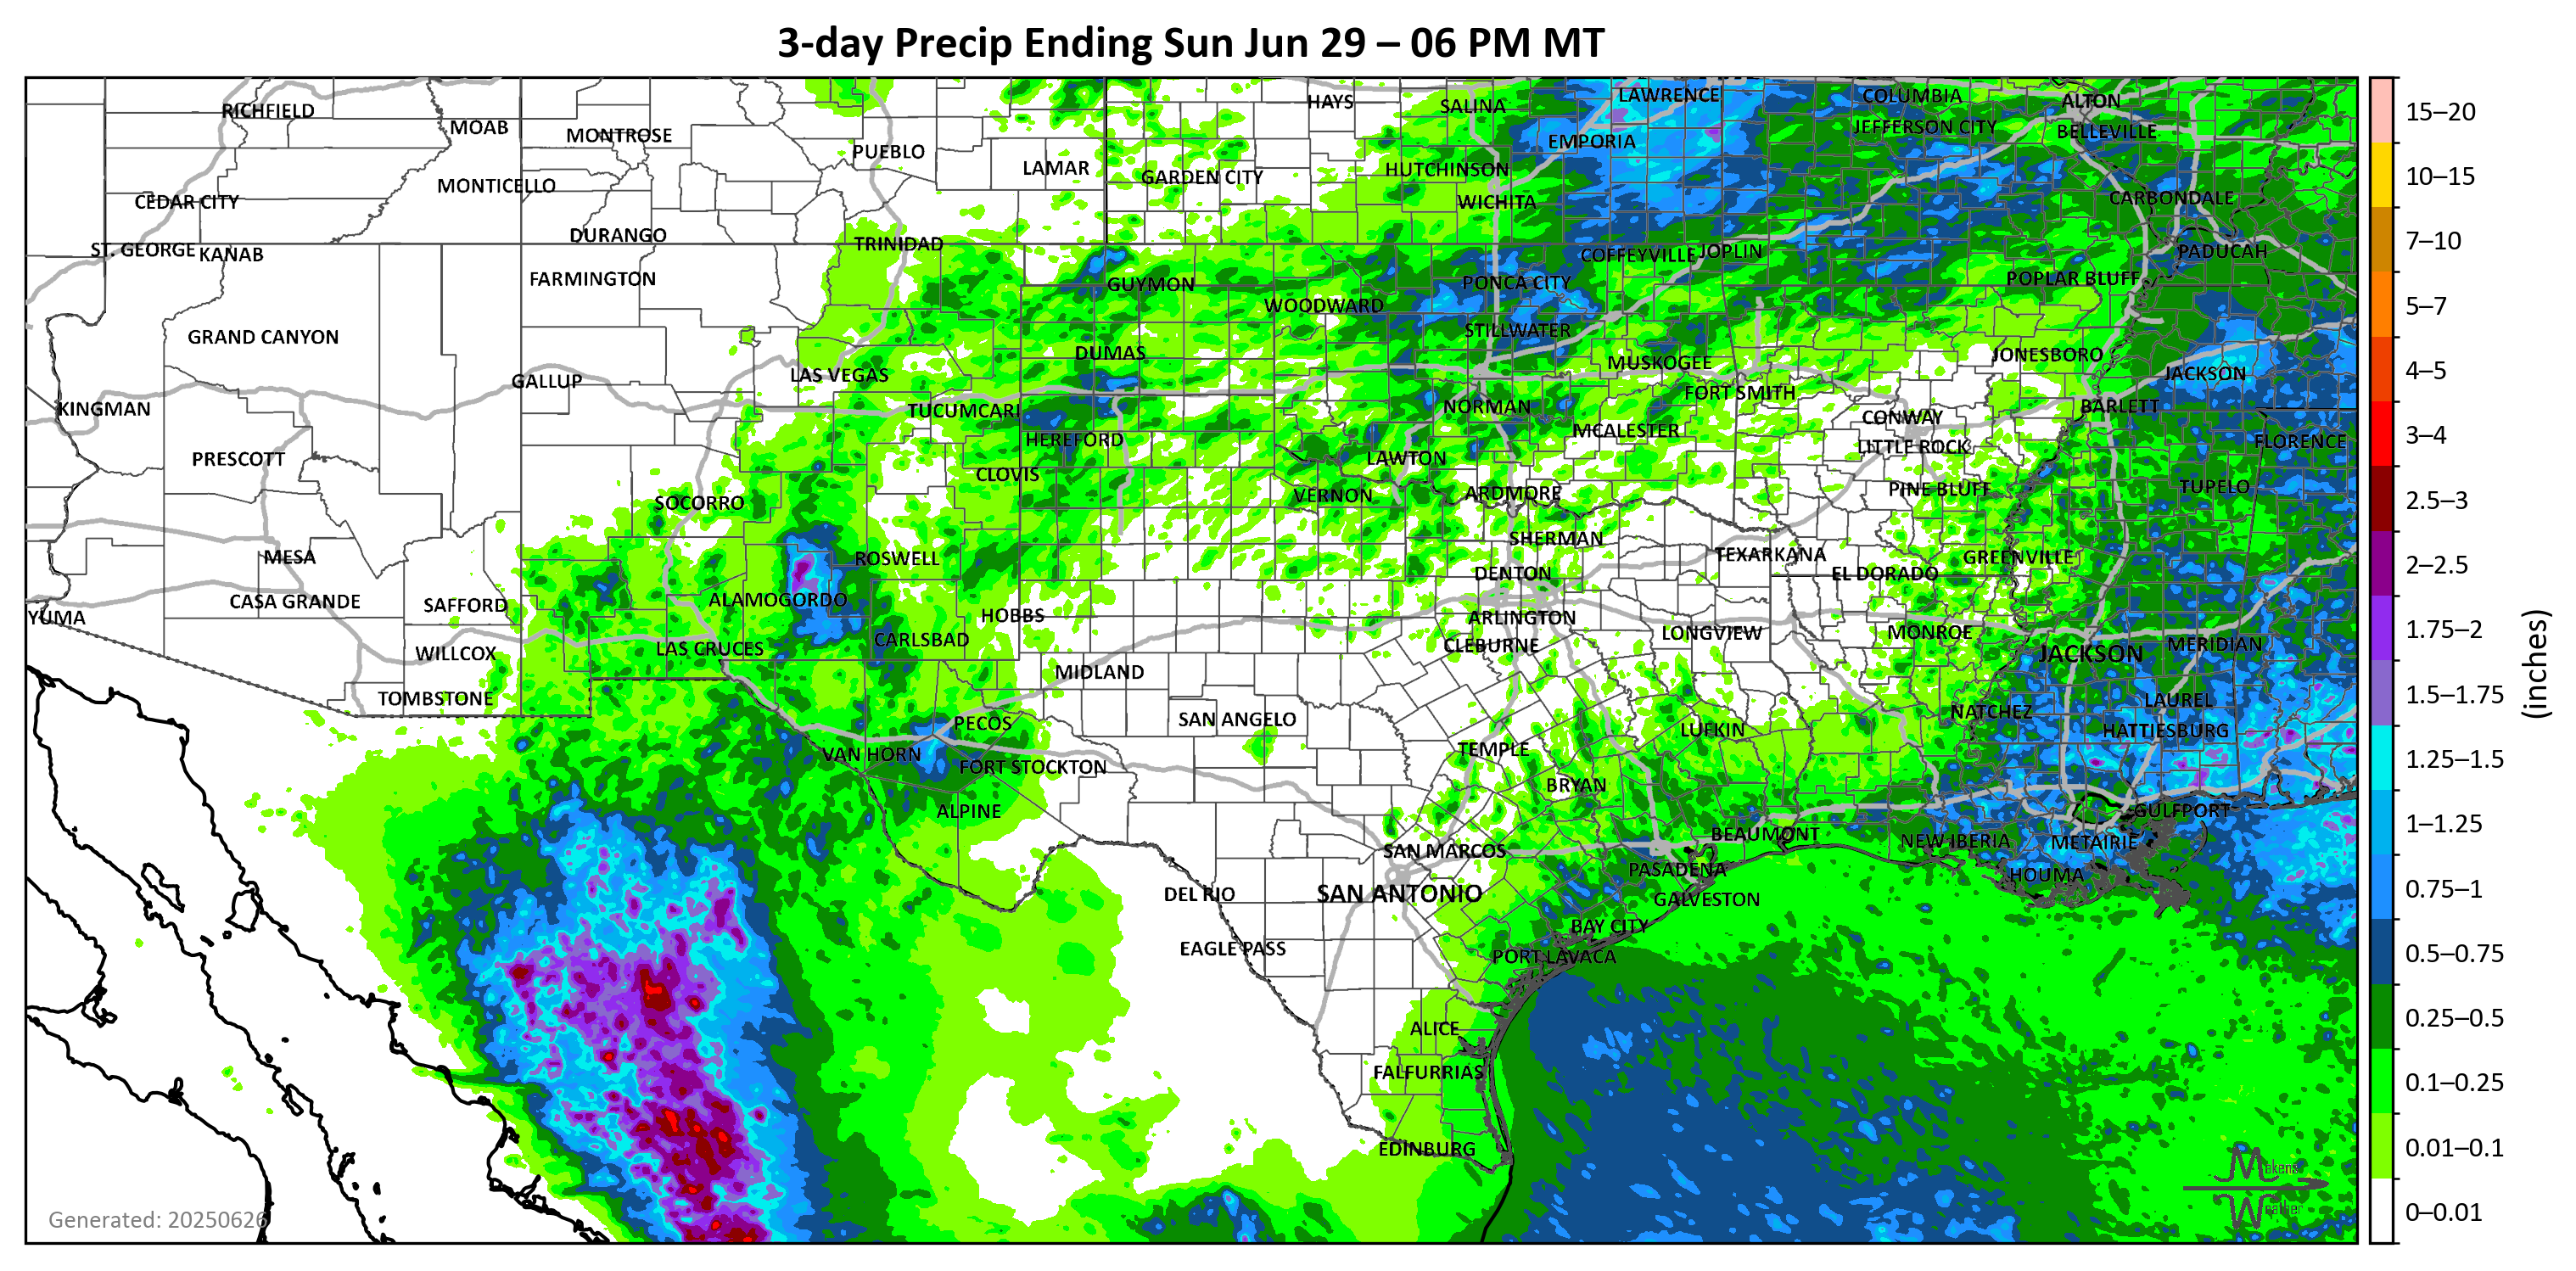 3-day Precip Ending Sun Jun 29 – 06 PM MT
RICHFIELD
MOAB
MONTROSE
PUEBLO
LAMAR
HAYS
SALINA
LAWRENCE
COLUMBIA
ALTON
GARDEN CITY
HUTCHINSON
EMPORIA
JEFFERSON CITY
BELLEVILLE
CEDAR CITY
MONTICELLO
WICHITA
CARBONDALE
ST. GEORGE
KANAB
DURANGO
TRINIDAD
COFFEYVILLE
JOPLIN
PADUCAH
FARMINGTON
GUYMON
WOODWARD
PONCA CITY
POPLAR BLUFF
GRAND CANYON
DUMAS
STILLWATER
MUSKOGEE
JONESBORO
GALLUP
LAS VEGAS
FORT SMITH
JACKSON
KINGMAN
TUCUMCARI
NORMAN
CONWAY
BARLETT
PRESCOTT
HEREFORD
MCALESTER
LITTLE ROCK
FLORENCE
CLOVIS
LAWTON
SOCORRO
VERNON
ARDMORE
PINE BLUFF
TUPELO
MESA
ROSWELL
SHERMAN
TEXARKANA
GREENVILLE
DENTON
EL DORADO
YUMA
CASA GRANDE
SAFFORD
ALAMOGORDO
HOBBS
ARLINGTON
CARLSBAD
CLEBURNE
LONGVIEW
MONROE
MERIDIAN
WILLCOX
LAS CRUCES
MIDLAND
JACKSON
TOMBSTONE
PECOS
SAN ANGELO
LUFKIN
NATCHEZ
LAUREL
VAN HORN
FORT STOCKTON
TEMPLE
HATTIESBURG
BRYAN
ALPINE
GULFPORT
SAN MARCOS
BEAUMONT
NEW IBERIA
METAIRIE
DEL RIO
SAN ANTONIO
PASADENA
HOUMA
GALVESTON
EAGLE PASS
BAY CITY
PORT LAVACA
ALICE
FALFURRIAS
EDINBURG
Generated: 20250626
Makens
Weather
15–20
10–15
7–10
5–7
4–5
3–4
2.5–3
2–2.5
1.75–2
1.5–1.75
1.25–1.5
1–1.25
0.75–1
0.5–0.75
0.25–0.5
0.1–0.25
0.01–0.1
0–0.01
(inches)